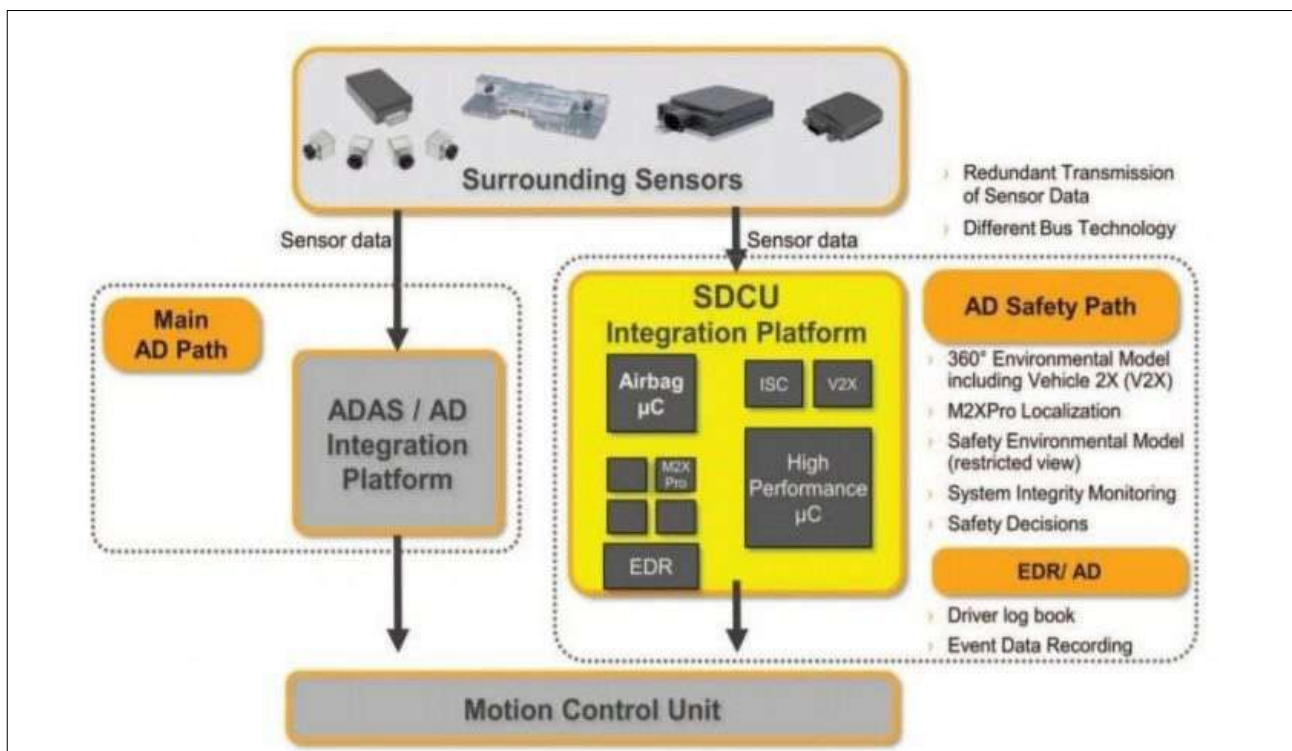 Surrounding Sensors
Redundant Transmission
of Sensor Data
Different Bus Technology
Sensor data
Sensor data
Main
AD Path
ADAS / AD
Integration
Platform
SDCU
Integration Platform
Airbag
µC
ISC
V2X
M2X
Pro
High
Performance
µC
EDR
AD Safety Path
360° Environmental Model
including Vehicle 2X (V2X)
M2XPro Localization
Safety Environmental Model
(restricted view)
System Integrity Monitoring
Safety Decisions
EDR/ AD
Driver log book
Event Data Recording
Motion Control Unit